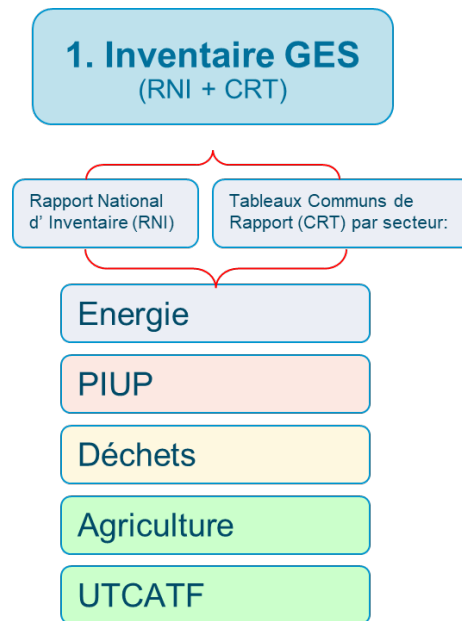 1. Inventaire GES
(RNI + CRT)
Rapport National
d’ Inventaire (RNI)
Tableaux Communs de
Rapport (CRT) par secteur:
Energie
PIUP
Déchets
Agriculture
UTCATF